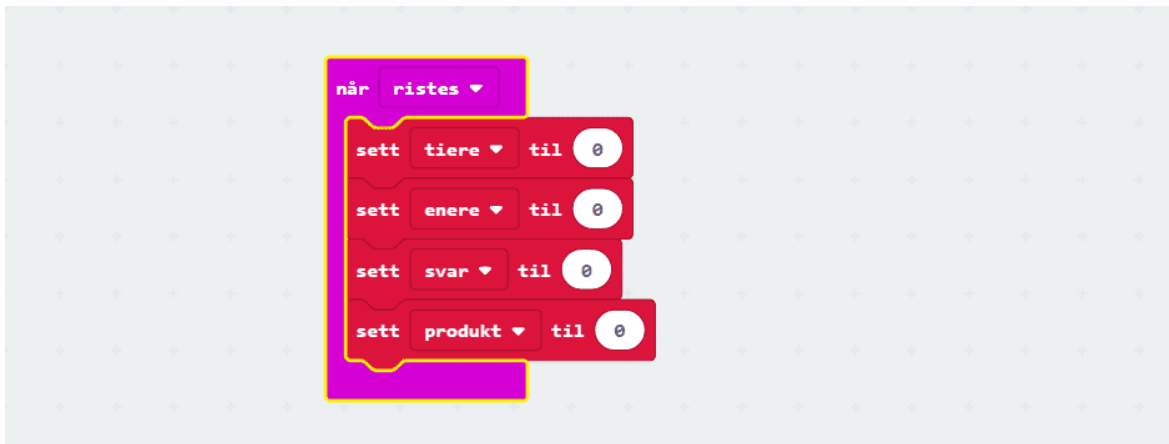 når ristes
sett tiere til 0
sett enere til 0
sett svar til 0
sett produkt til 0